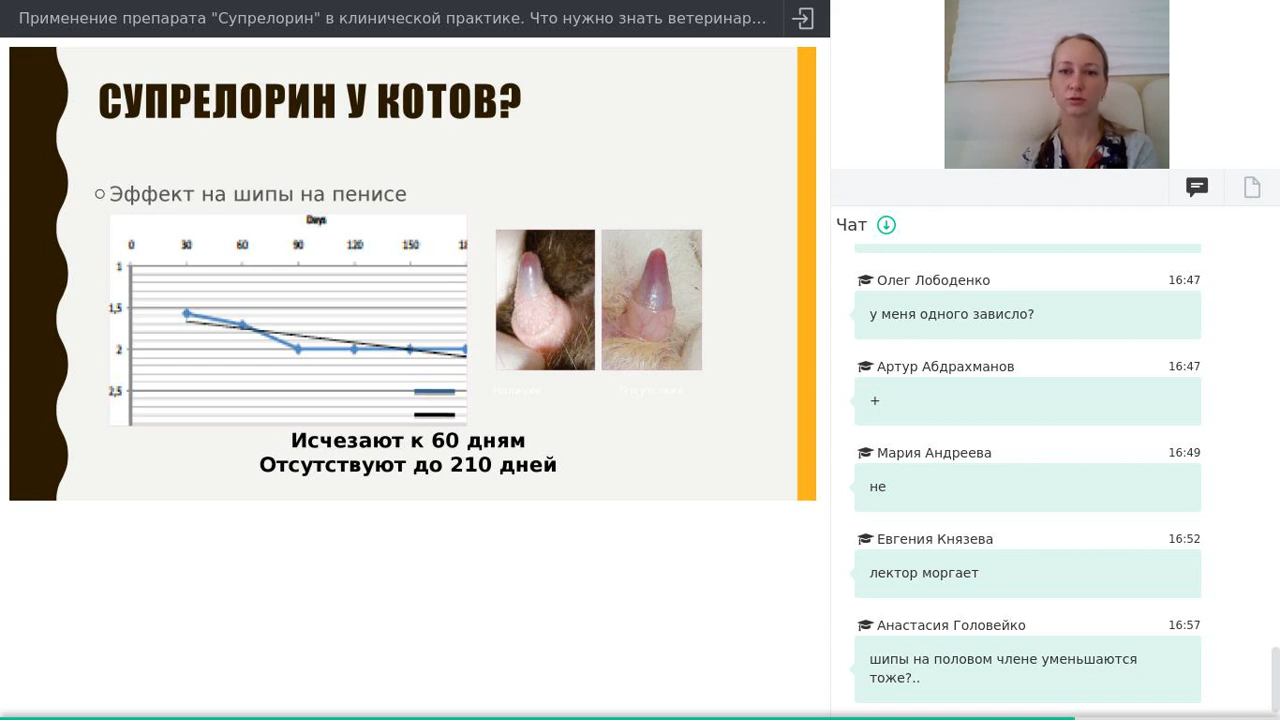 Применение препарата "Супрелорин" в клинической практике. Что нужно знать ветеринар...
СУПРЕЛОРИН У КОТОВ?
Эффект на шипы на пенисе
Days
0 30 60 90 120 150
1
1,5
2
2,5
Исчезают к 60 дням
Отсутствуют до 210 дней
Чат
Олег Лободенко 16:47
у меня одного зависло?
Артур Абдрахманов 16:47
+
Мария Андреева 16:49
не
Евгения Князева 16:52
лектор моргает
Анастасия Головейко 16:57
шипы на половом члене уменьшаются
тоже?..